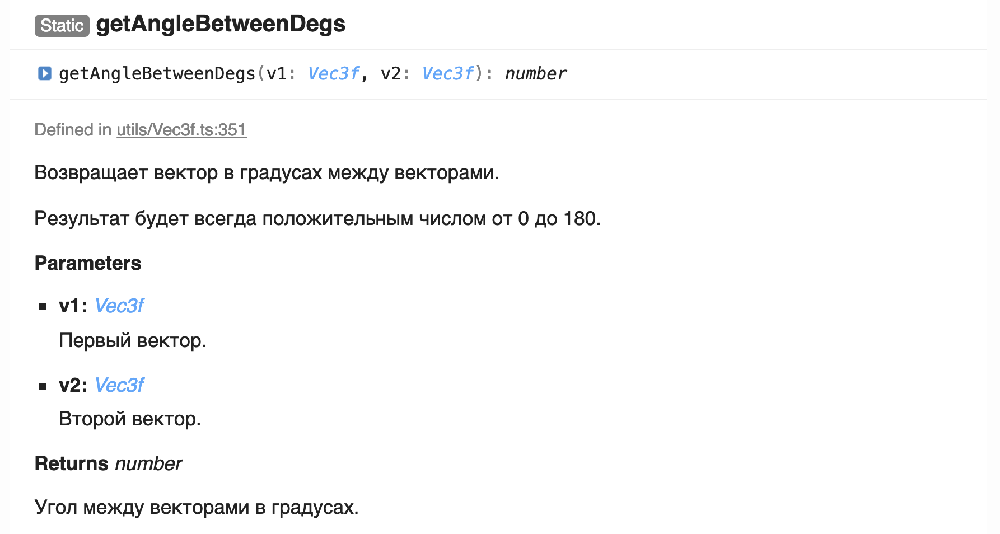 Static getAngleBetweenDegs
getAngleBetweenDegs(v1: Vec3f, v2: Vec3f): number
Defined in utils/Vec3f.ts:351
Возвращает вектор в градусах между векторами.
Результат будет всегда положительным числом от 0 до 180.
Parameters
v1: Vec3f
Первый вектор.
v2: Vec3f
Второй вектор.
Returns number
Угол между векторами в градусах.